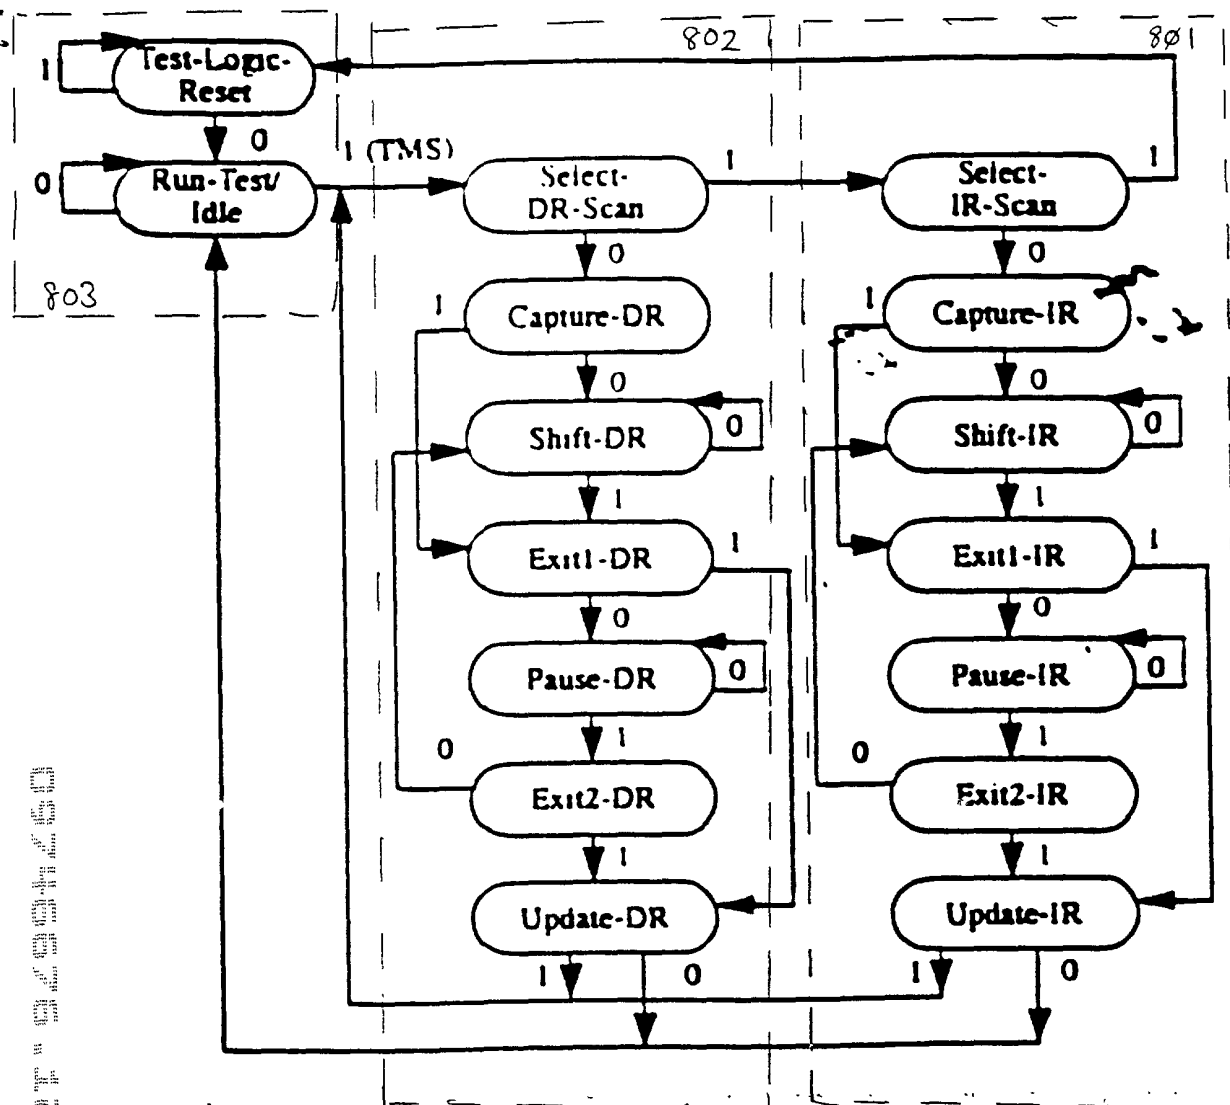 802
801
Test-Logic-
Reset
1
0
1 (TMS)
Run-Test/
Idle
0
803
Select-
DR-Scan
1
0
Capture-DR
1
0
Shift-DR
0
1
Exit1-DR
1
0
Pause-DR
0
1
Exit2-DR
0
1
Update-DR
1
0
Select-
IR-Scan
1
0
Capture-IR
1
0
Shift-IR
0
1
Exit1-IR
1
0
Pause-IR
0
1
Exit2-IR
0
1
Update-IR
1
0